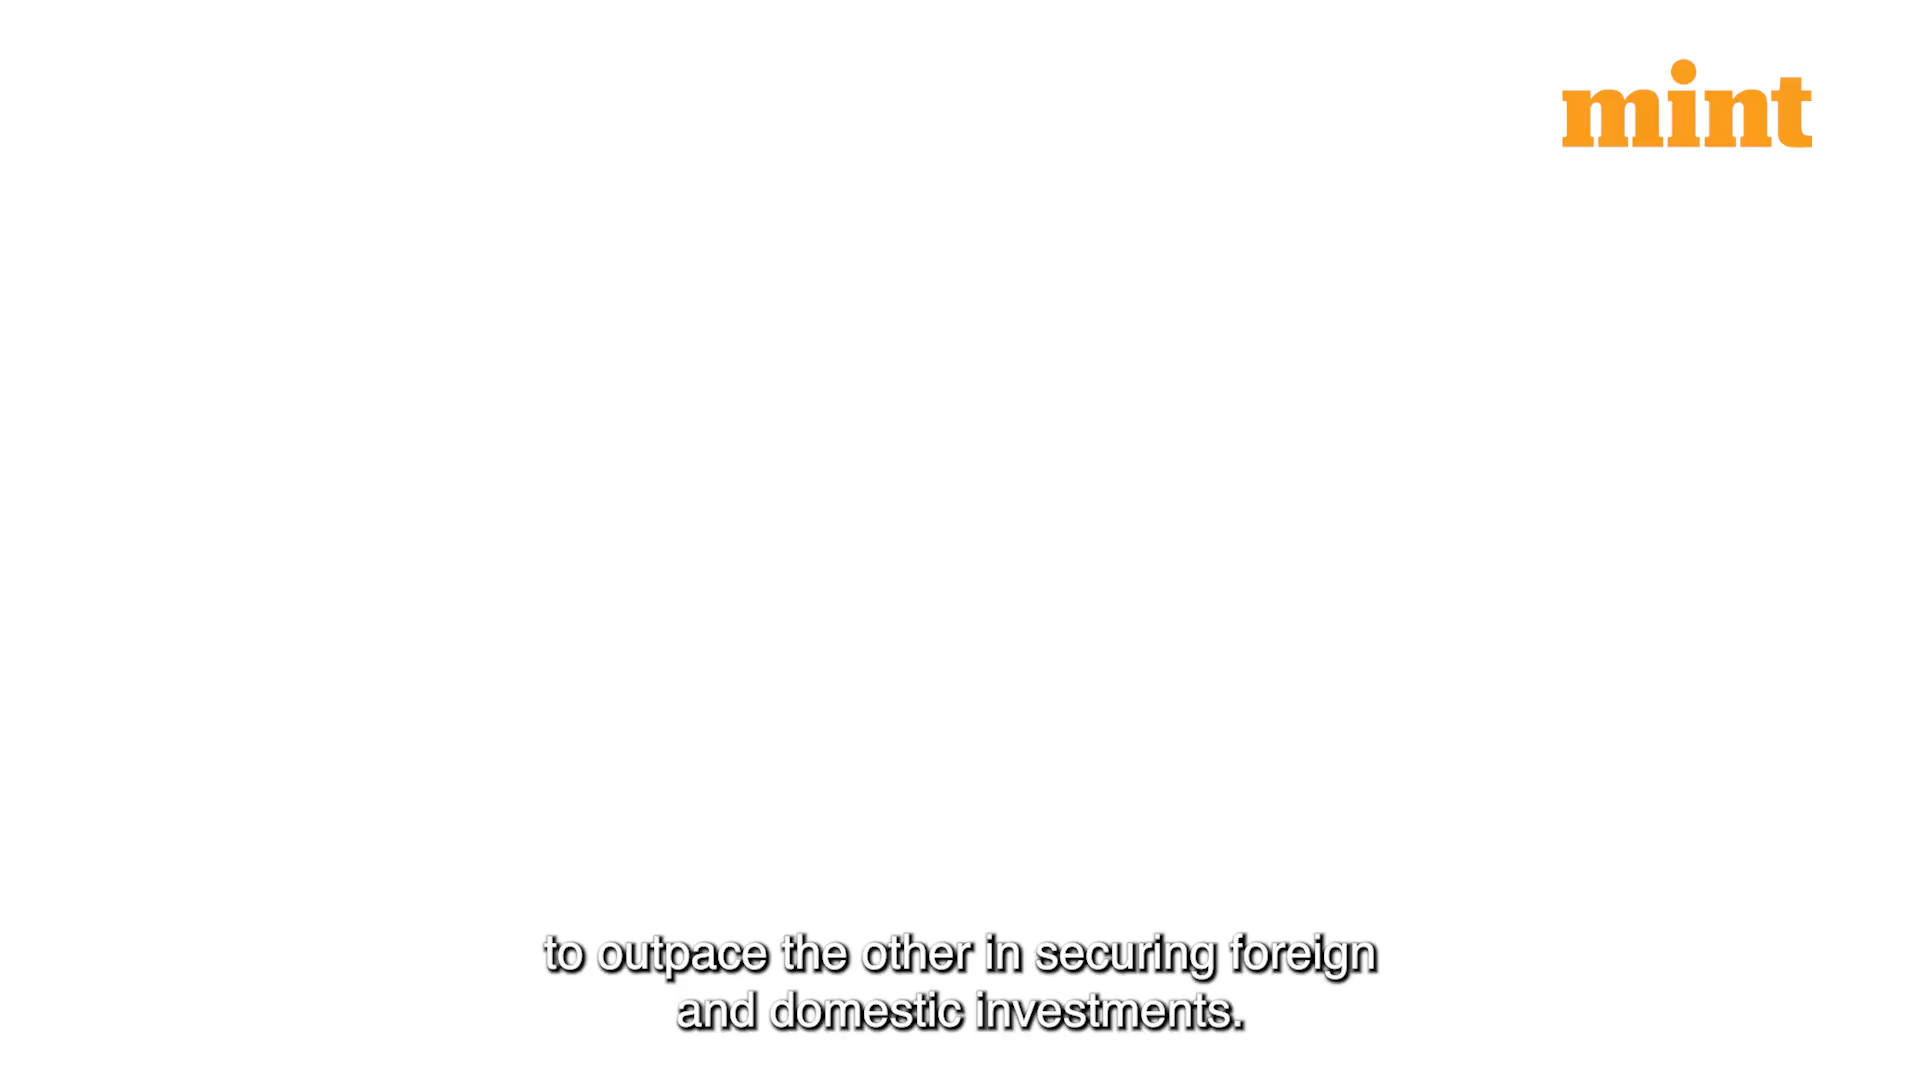 mint
to outpace the other in securing foreign
and domestic investments.